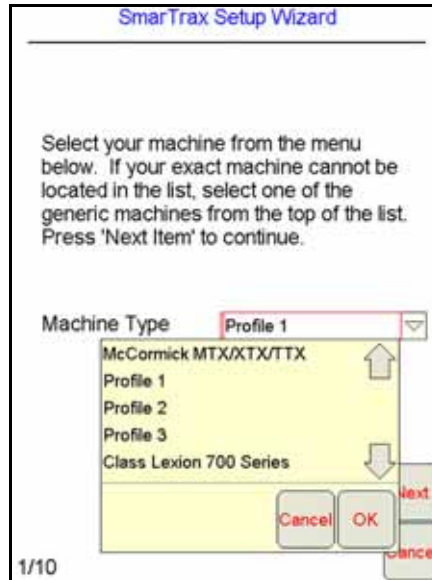 SmarTrax Setup Wizard
Select your machine from the menu
below. If your exact machine cannot be
located in the list, select one of the
generic machines from the top of the list.
Press 'Next Item' to continue.
Machine Type Profile 1
McCormick MTX/XTX/TTX
Profile 1
Profile 2
Profile 3
Class Lexion 700 Series
Next
Cancel OK
ance
1/10